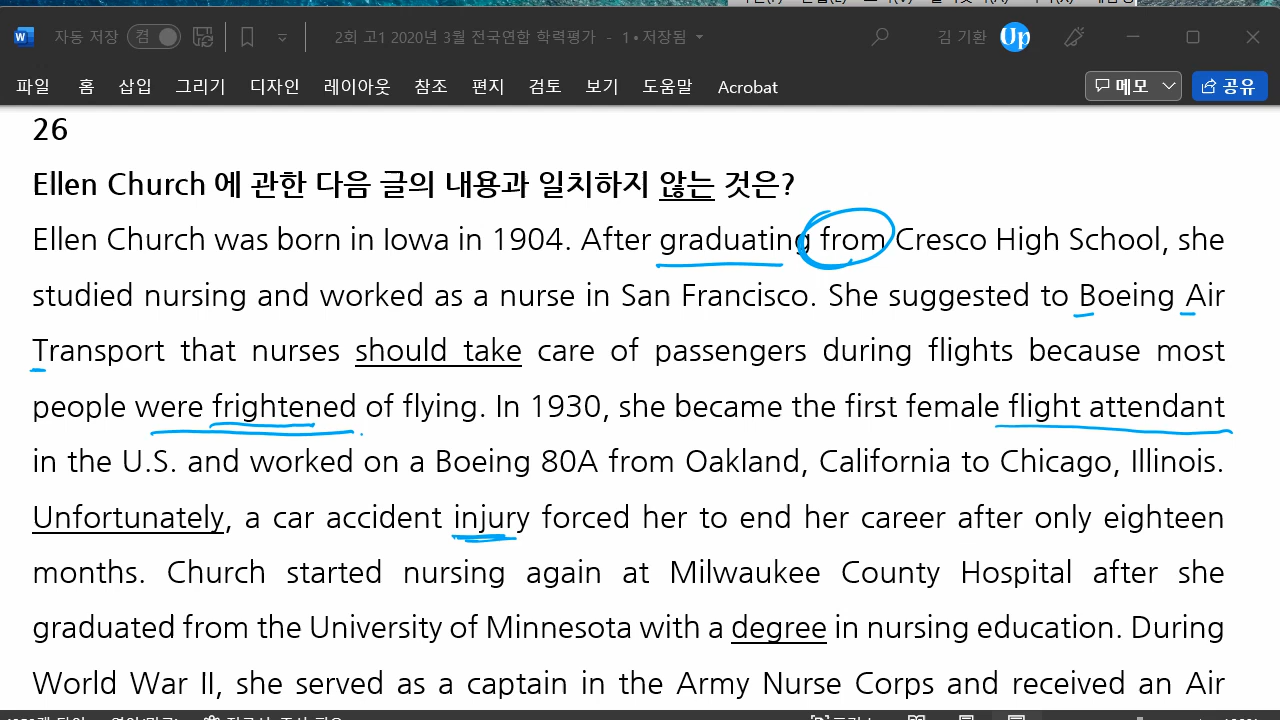 자동 저장 켬 2회 고1 2020년 3월 전국연합 학력평가 - 1 • 저장됨 김 기환 Up
파일 홈 삽입 그리기 디자인 레이아웃 참조 편지 검토 보기 도움말 Acrobat 메모 공유
26
Ellen Church 에 관한 다음 글의 내용과 일치하지 않는 것은?
Ellen Church was born in Iowa in 1904. After graduating from Cresco High School, she
studied nursing and worked as a nurse in San Francisco. She suggested to Boeing Air
Transport that nurses should take care of passengers during flights because most
people were frightened of flying. In 1930, she became the first female flight attendant
in the U.S. and worked on a Boeing 80A from Oakland, California to Chicago, Illinois.
Unfortunately, a car accident injury forced her to end her career after only eighteen
months. Church started nursing again at Milwaukee County Hospital after she
graduated from the University of Minnesota with a degree in nursing education. During
World War II, she served as a captain in the Army Nurse Corps and received an Air